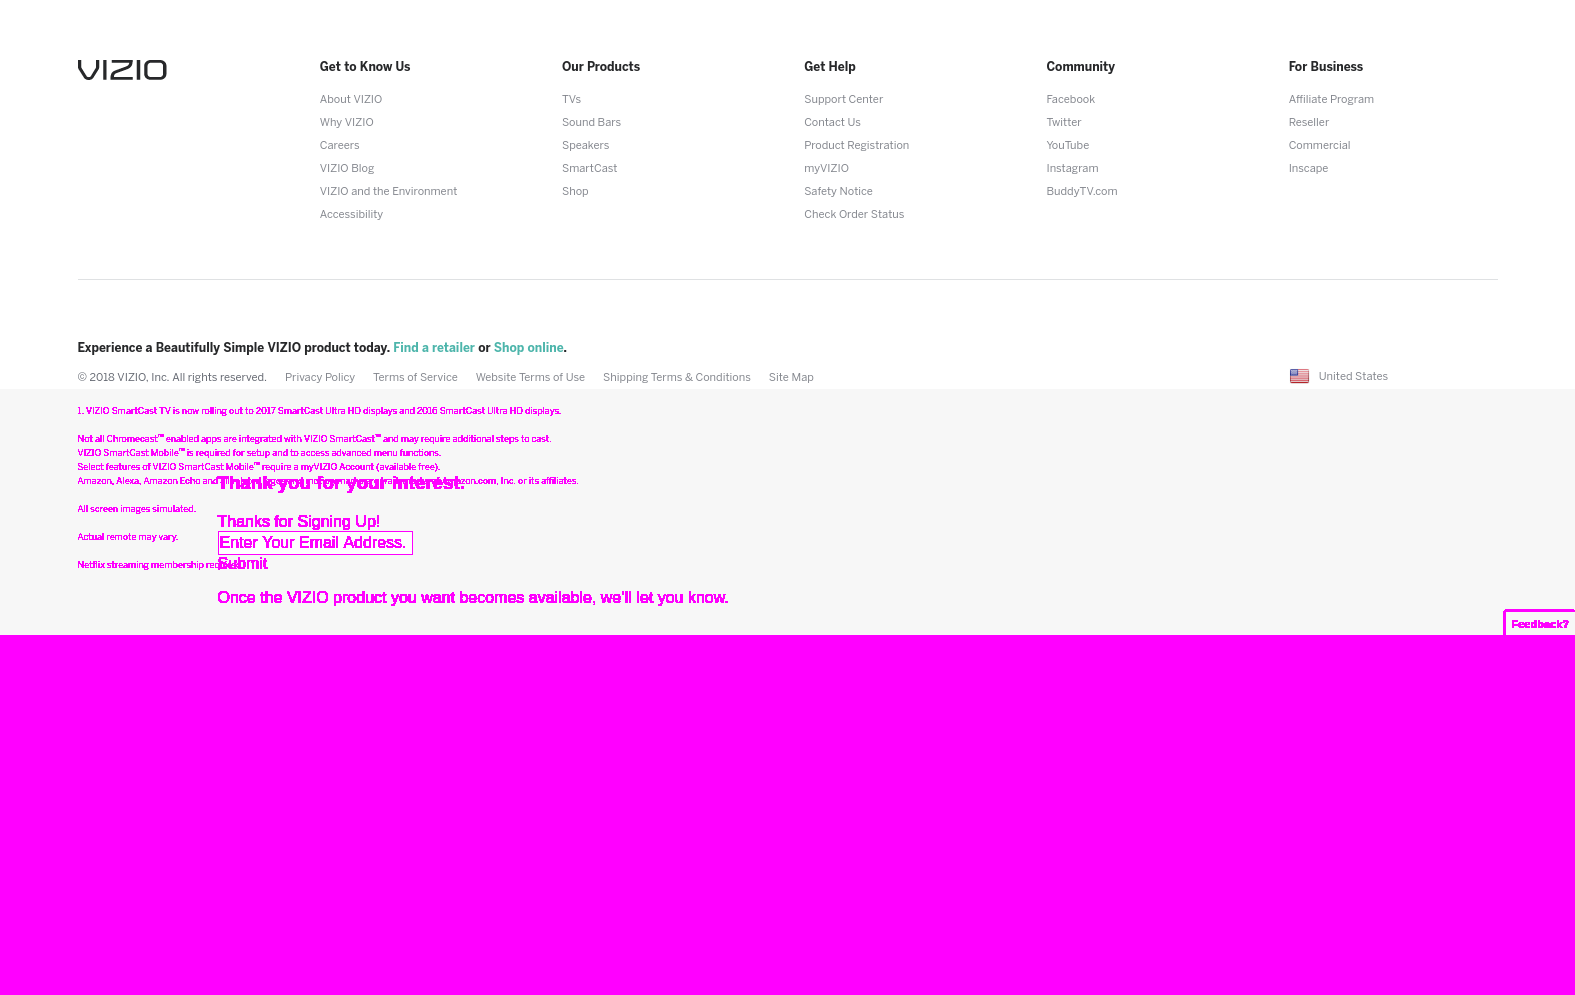 VIZIO
Get to Know Us
About VIZIO
Why VIZIO
Careers
VIZIO Blog
VIZIO and the Environment
Accessibility
Our Products
TVs
Sound Bars
Speakers
SmartCast
Shop
Get Help
Support Center
Contact Us
Product Registration
myVIZIO
Safety Notice
Check Order Status
Community
Facebook
Twitter
YouTube
Instagram
BuddyTV.com
For Business
Affiliate Program
Reseller
Commercial
Inscape
Experience a Beautifully Simple VIZIO product today. Find a retailer or Shop online.
© 2018 VIZIO, Inc. All rights reserved. Privacy Policy Terms of Service Website Terms of Use Shipping Terms & Conditions Site Map
United States
1. VIZIO SmartCast TV is now rolling out to 2017 SmartCast Ultra HD displays and 2016 SmartCast Ultra HD displays.
Not all Chromecast™ enabled apps are integrated with VIZIO SmartCast™ and may require additional steps to cast.
VIZIO SmartCast Mobile™ is required for setup and to access advanced menu functions.
Select features of VIZIO SmartCast Mobile™ require a myVIZIO Account (available free).
Amazon, Alexa, Amazon Echo and Amazon.com, Inc. or its affiliates.
All screen images simulated.
Actual remote may vary.
Netflix streaming membership
Thank you for your interest.
Thanks for Signing Up!
Enter Your Email Address.
Submit
Once the VIZIO product you want becomes available, we'll let you know.
Feedback?